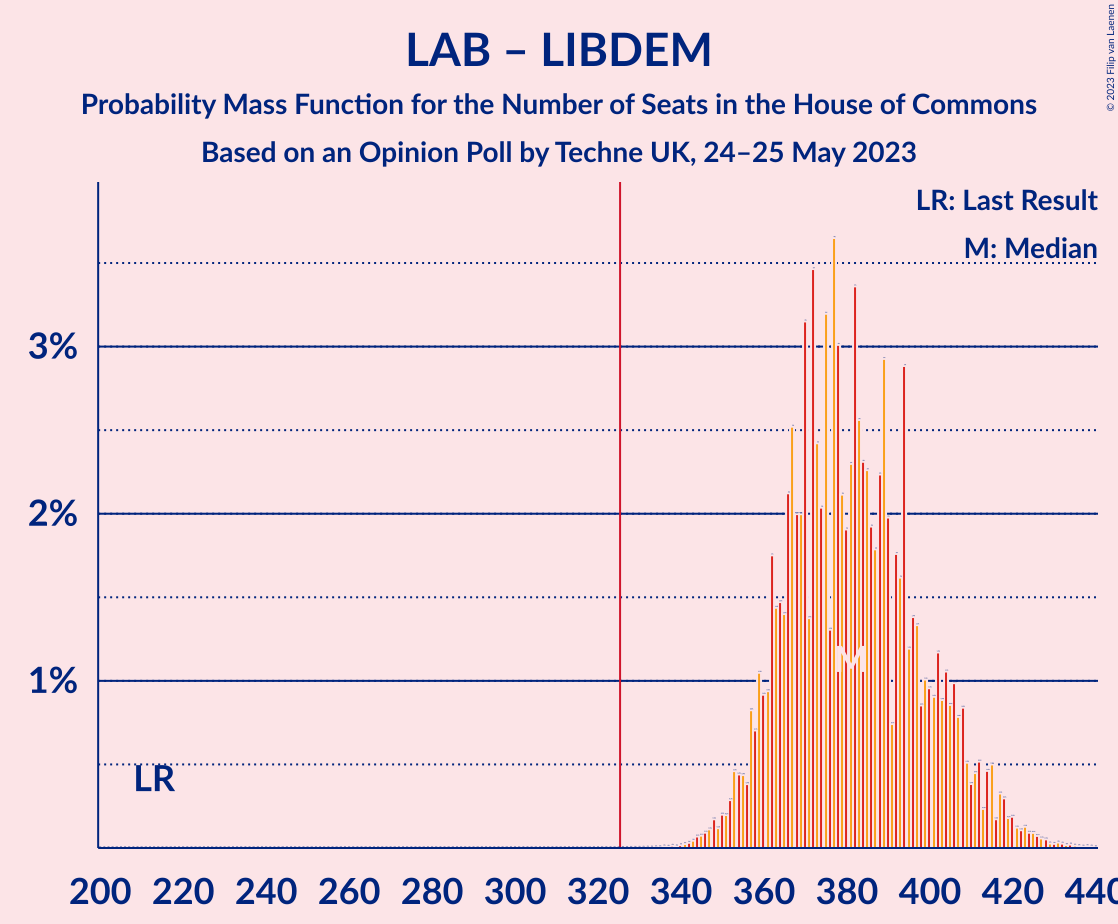 LAB – LIBDEM
Probability Mass Function for the Number of Seats in the House of Commons
Based on an Opinion Poll by Techne UK, 24–25 May 2023
© 2023 Filip van Laenen
LR: Last Result
M: Median
3%
2%
1%
M
LR
200 220 240 260 280 300 320 340 360 380 400 420 440